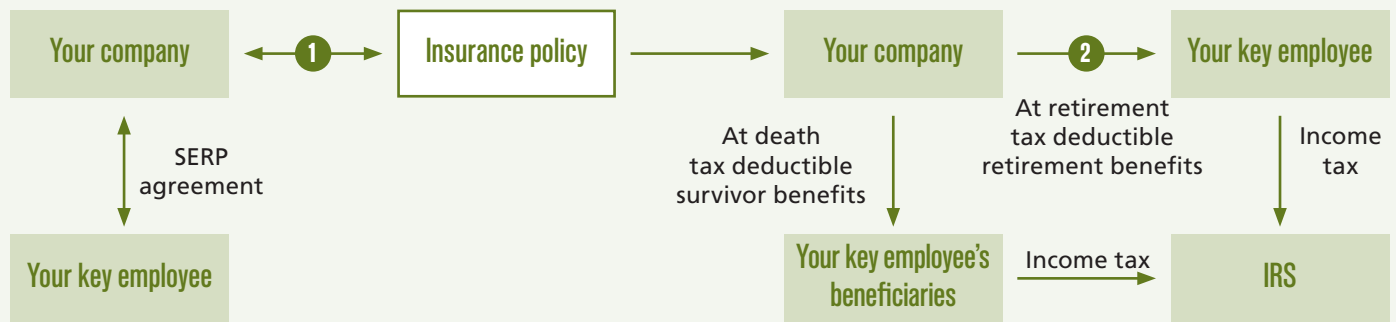 Your company
1
Insurance policy
Your company
2
Your key employee
SERP
agreement
At death
tax deductible
survivor benefits
At retirement
tax deductible
retirement benefits
Income
tax
Your key employee
Your key employee's
beneficiaries
Income tax
IRS